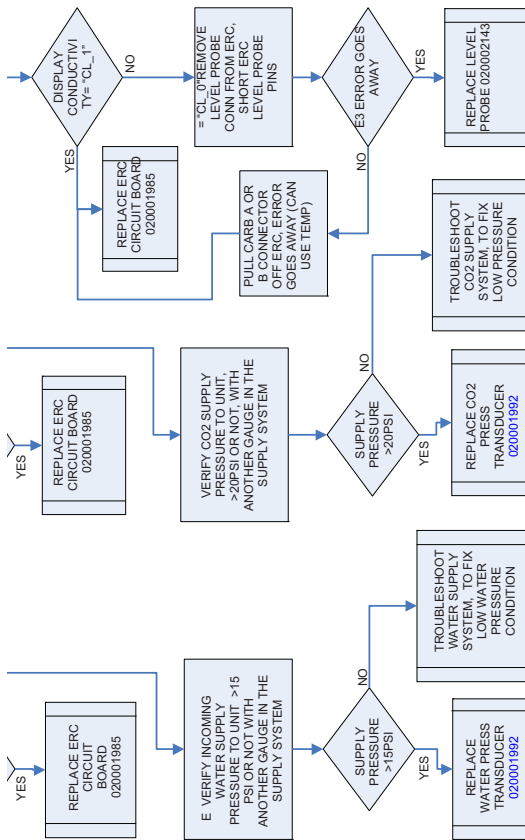 DISPLAY
CONDUCTIVI
TY= "CL_1"
NO
YES
REPLACE ERC
CIRCUIT BOARD
020001985
= "CL_0"REMOVE
LEVEL PROBE
CONN FROM ERC,
SHORT ERC
LEVEL PROBE
PINS
E3 ERROR GOES
AWAY
YES
NO
REPLACE LEVEL
PROBE 020002143
PULL CARB A OR
B CONNECTOR
OFF ERC, ERROR
GOES AWAY (CAN
USE TEMP)
YES
REPLACE ERC
CIRCUIT BOARD
020001985
VERIFY CO2 SUPPLY
PRESSURE TO UNIT,
>20PSI OR NOT, WITH
ANOTHER GAUGE IN THE
SUPPLY SYSTEM
SUPPLY
PRESSURE
>20PSI
NO
YES
TROUBLESHOOT
CO2 SUPPLY
SYSTEM, TO FIX
LOW PRESSURE
CONDITION
REPLACE CO2
PRESS
TRANSDUCER
020001992
YES
REPLACE ERC
CIRCUIT
BOARD
020001985
E VERIFY INCOMING
WATER SUPPLY
PRESSURE TO UNIT >15
PSI OR NOT WITH
ANOTHER GAUGE IN THE
SUPPLY SYSTEM
SUPPLY
PRESSURE
>15PSI
NO
YES
TROUBLESHOOT
WATER SUPPLY
SYSTEM, TO FIX
LOW WATER
PRESSURE
CONDITION
REPLACE
WATER PRESS
TRANSDUCER
020001992